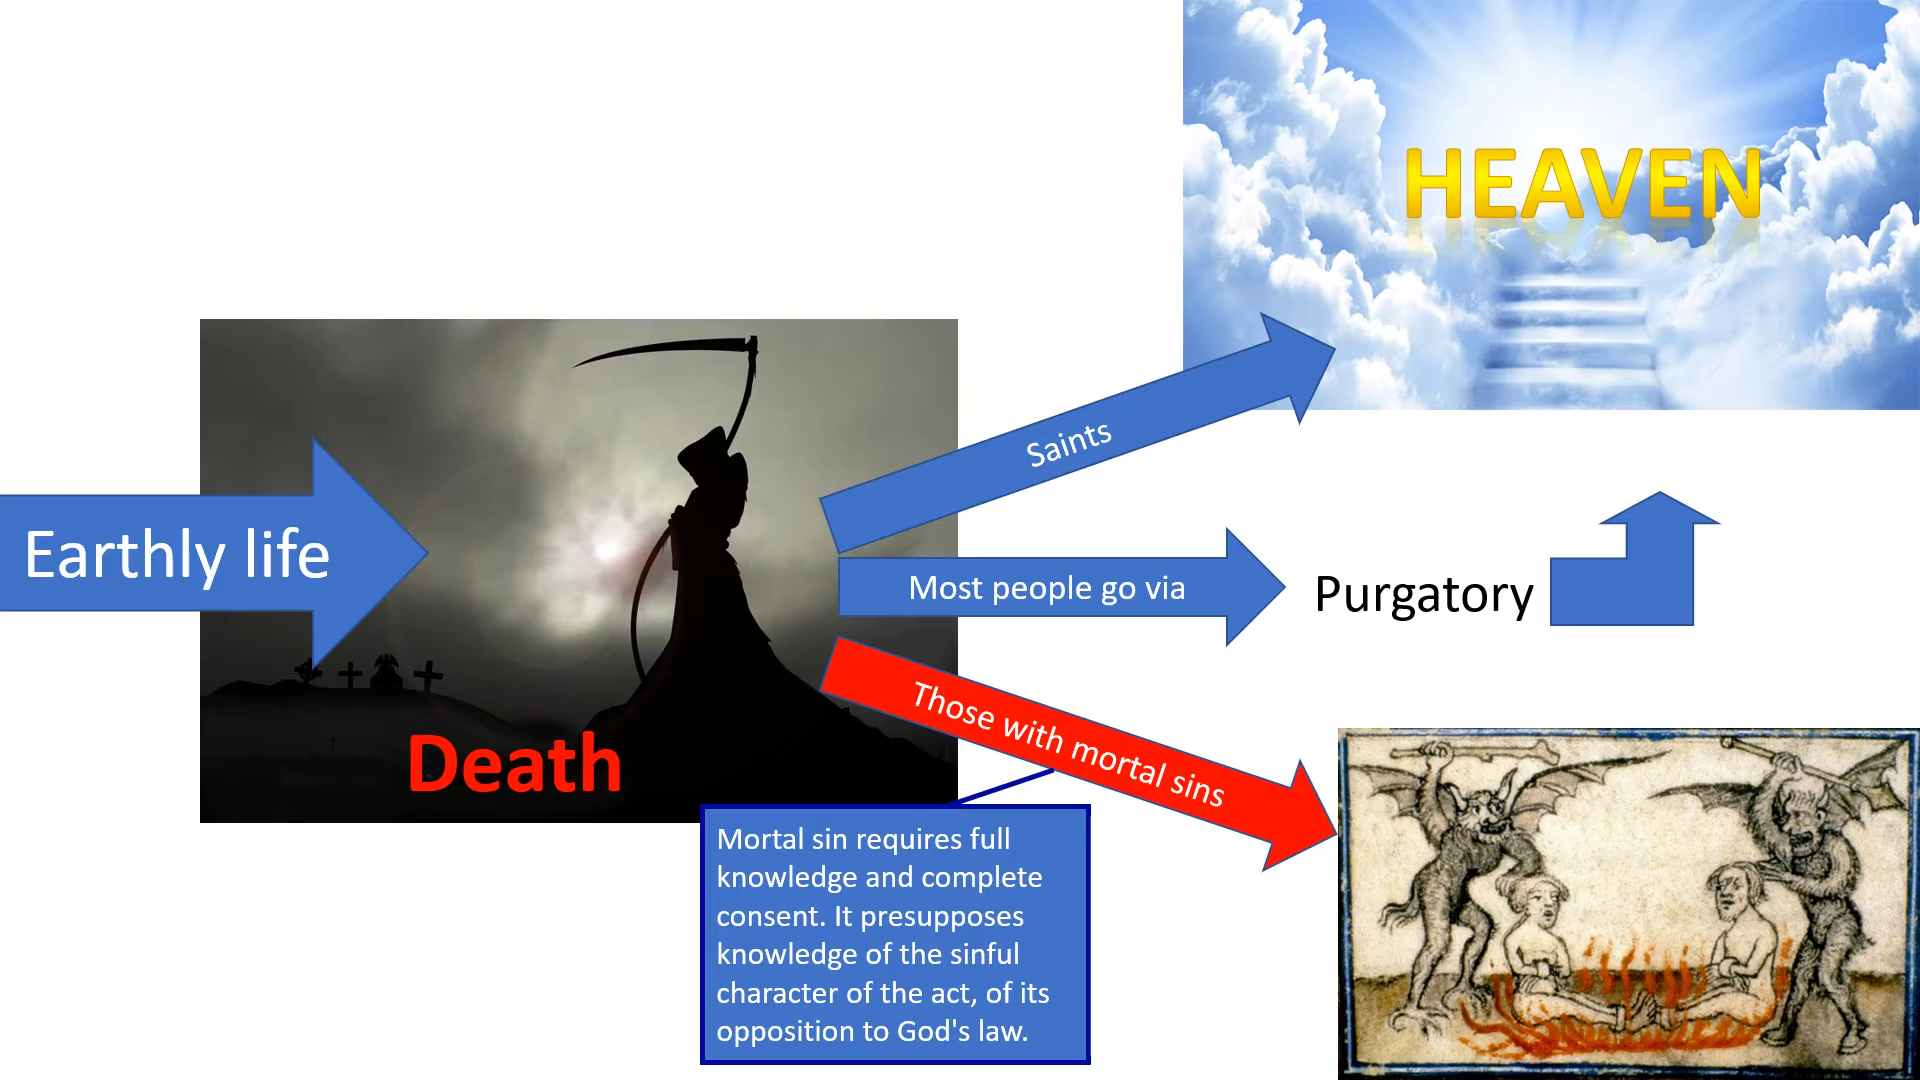 HEAVEN
Saints
Earthly life
Most people go via
Purgatory
Those with mortal sins
Death
Mortal sin requires full
knowledge and complete
consent. It presupposes
knowledge of the sinful
character of the act, of its
opposition to God's law.